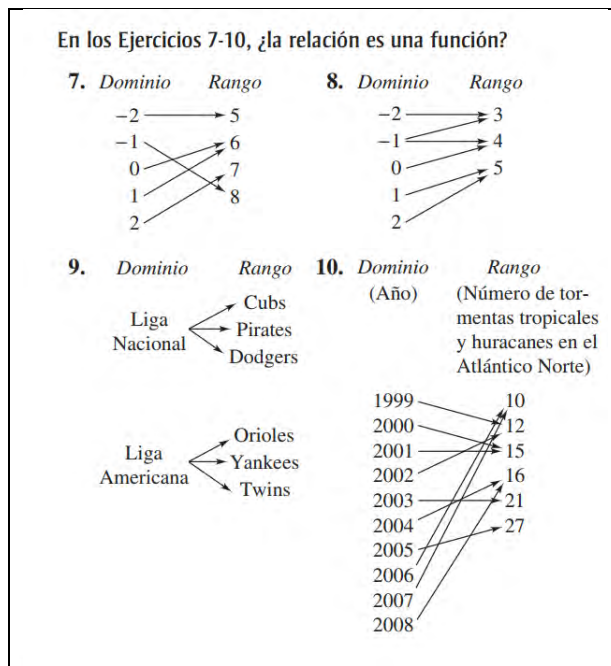 En los Ejercicios 7-10, ¿la relación es una función?
7. Dominio Rango
−2 5
−1 6
0 7
1 8
2
8. Dominio Rango
−2 3
−1 4
0 5
1
2
9. Dominio Rango
Liga
Nacional
Cubs
Pirates
Dodgers
Liga
Americana
Orioles
Yankees
Twins
10. Dominio Rango
(Año) (Número de tor-
mentas tropicales
y huracanes en el
Atlántico Norte)
1999 10
2000 12
2001 15
2002 16
2003 21
2004 27
2005
2006
2007
2008